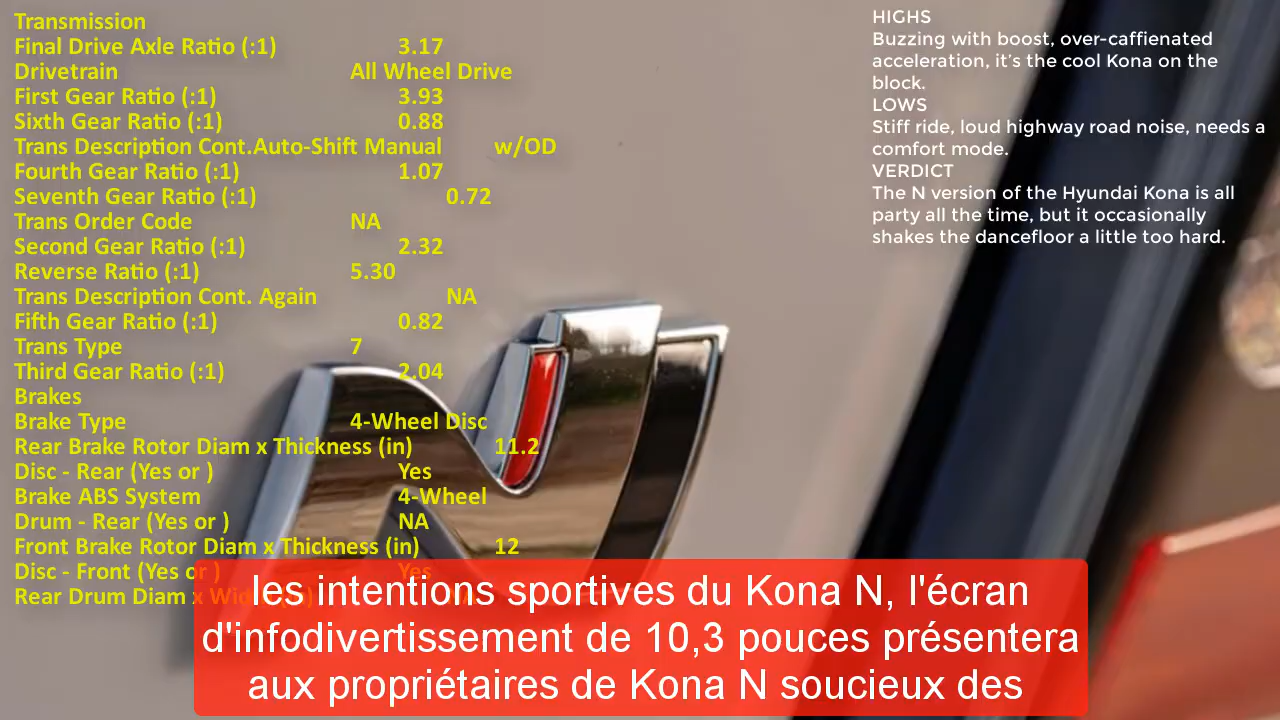 Transmission
Final Drive Axle Ratio (:1) 3.17
Drivetrain All Wheel Drive
First Gear Ratio (:1) 3.93
Sixth Gear Ratio (:1) 0.88
Trans Description Cont.Auto-Shift Manual w/OD
Fourth Gear Ratio (:1) 1.07
Seventh Gear Ratio (:1) 0.72
Trans Order Code NA
Second Gear Ratio (:1) 2.32
Reverse Ratio (:1) 5.30
Trans Description Cont. Again NA
Fifth Gear Ratio (:1) 0.82
Trans Type 7
Third Gear Ratio (:1) 2.04
Brakes
Brake Type 4-Wheel Disc
Rear Brake Rotor Diam x Thickness (in) 11.2
Disc - Rear (Yes or ) Yes
Brake ABS System 4-Wheel
Drum - Rear (Yes or ) NA
Front Brake Rotor Diam x Thickness (in) 12
Disc - Front (Yes or ) Yes
Rear Drum Diam x Width (in) NA
HIGHS
Buzzing with boost, over-caffienated
acceleration, it's the cool Kona on the
block.
LOWS
Stiff ride, loud highway road noise, needs a
comfort mode.
VERDICT
The N version of the Hyundai Kona is all
party all the time, but it occasionally
shakes the dancefloor a little too hard.
les intentions sportives du Kona N, l'écran
d'infodivertissement de 10,3 pouces présentera
aux propriétaires de Kona N soucieux des